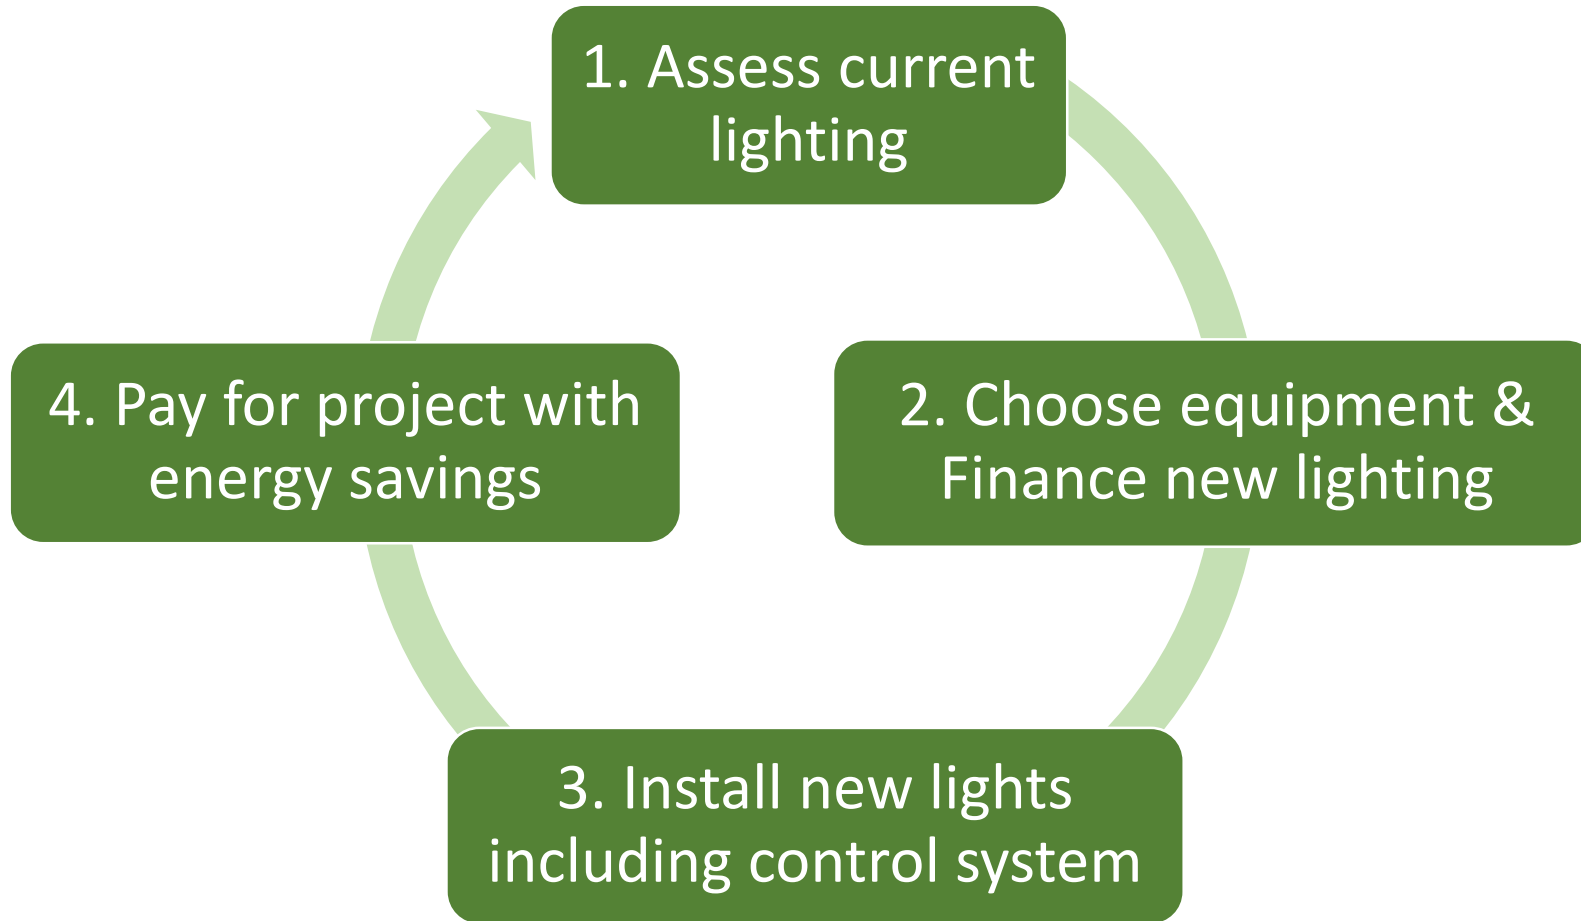 1. Assess current
lighting
2. Choose equipment &
Finance new lighting
3. Install new lights
including control system
4. Pay for project with
energy savings